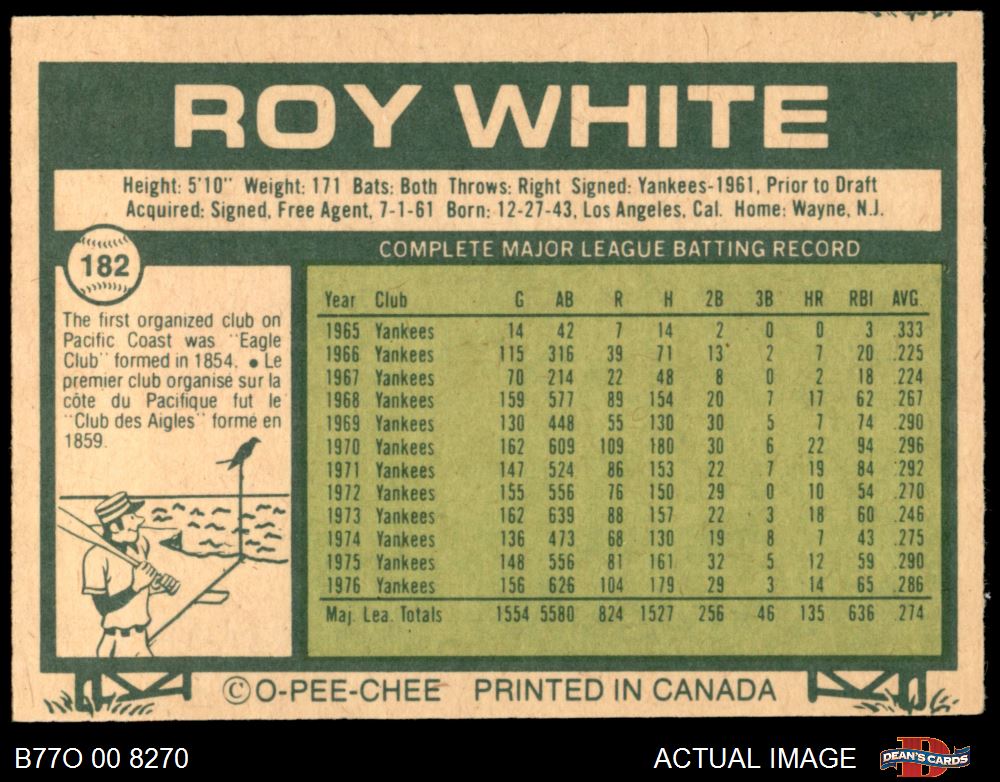 ROY WHITE
Height: 5'10" Weight: 171 Bats: Both Throws: Right Signed: Yankees-1961, Prior to Draft
Acquired: Signed, Free Agent, 7-1-61 Born: 12-27-43, Los Angeles, Cal. Home: Wayne, N.J.
182
The first organized club on
Pacific Coast was "Eagle
Club" formed in 1854. • Le
premier club organisé sur la
côte du Pacifique fut le
"Club des Aigles" formé en
1859.
COMPLETE MAJOR LEAGUE BATTING RECORD
Year Club G AB R H 2B 3B HR RBI AVG.
1965 Yankees 14 42 7 14 2 0 0 3 .333
1966 Yankees 115 316 39 71 13 2 7 20 .225
1967 Yankees 70 214 22 48 8 0 2 18 .224
1968 Yankees 159 577 89 154 20 7 17 62 .267
1969 Yankees 130 448 55 130 30 5 7 74 .290
1970 Yankees 162 609 109 180 30 6 22 94 .296
1971 Yankees 147 524 86 153 22 7 19 84 .292
1972 Yankees 155 556 76 150 29 0 10 54 .270
1973 Yankees 162 639 88 157 22 3 18 60 .246
1974 Yankees 136 473 68 130 19 8 7 43 .275
1975 Yankees 148 556 81 161 32 5 12 59 .290
1976 Yankees 156 626 104 179 29 3 14 65 .286
Maj. Lea. Totals 1554 5580 824 1527 256 46 135 636 .274
© O-PEE-CHEE PRINTED IN CANADA
B77O 00 8270
ACTUAL IMAGE
DEAN'S CARDS